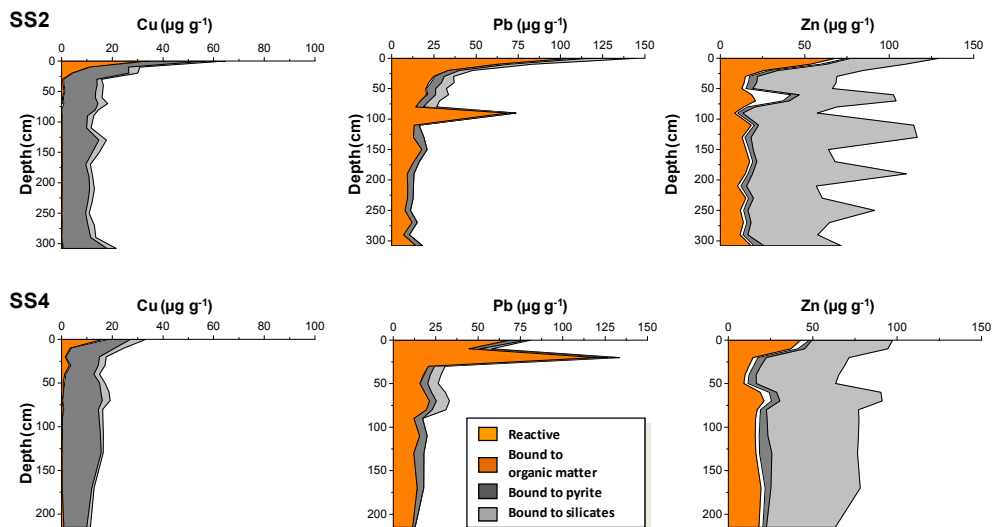 SS2
Cu (µg g-1)
0 20 40 60 80 100
Depth (cm)
0
50
100
150
200
250
300
Pb (µg g-1)
0 25 50 75 100 125 150
Depth (cm)
0
50
100
150
200
250
300
Zn (µg g-1)
0 50 100 150
Depth (cm)
0
50
100
150
200
250
300
SS4
Cu (µg g-1)
0 20 40 60 80 100
Depth (cm)
0
50
100
150
200
Pb (µg g-1)
0 25 50 75 100 125 150
Depth (cm)
0
50
100
150
200
Zn (µg g-1)
0 50 100 150
Depth (cm)
0
50
100
150
200
Reactive
Bound to
organic matter
Bound to pyrite
Bound to silicates